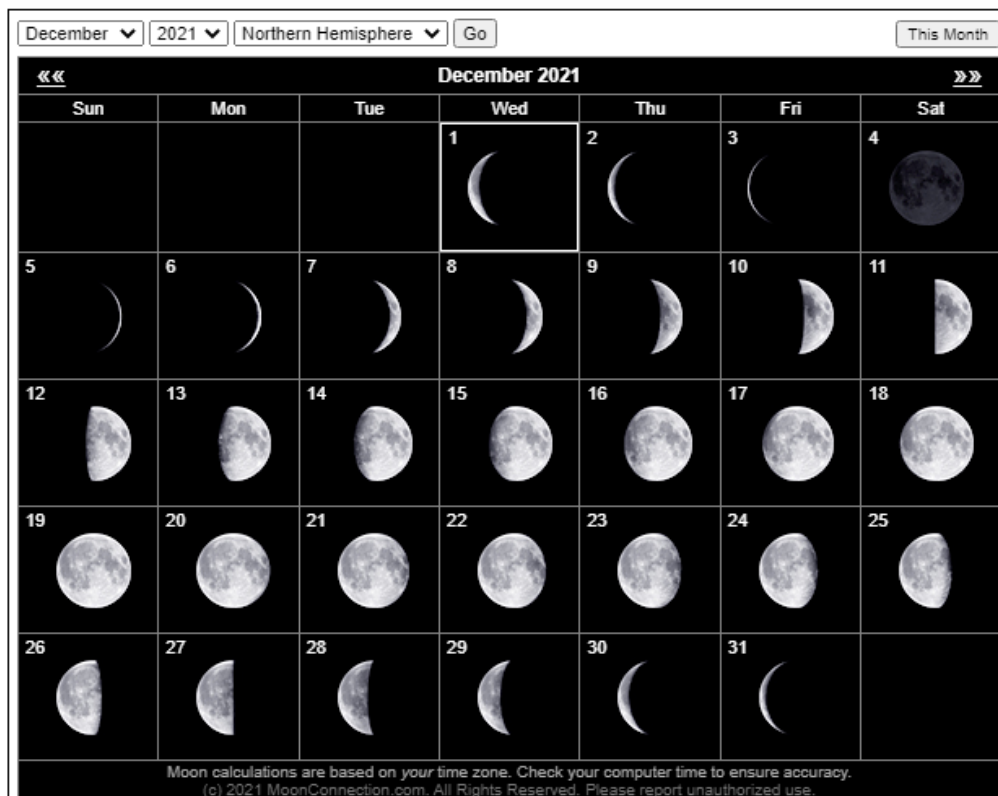 December 2021 Northern Hemisphere Go This Month
«« December 2021 »»
Sun Mon Tue Wed Thu Fri Sat
1 2 3 4
5 6 7 8 9 10 11
12 13 14 15 16 17 18
19 20 21 22 23 24 25
26 27 28 29 30 31
Moon calculations are based on your time zone. Check your computer time to ensure accuracy.
(c) 2021 MoonConnection.com. All Rights Reserved. Please report unauthorized use.